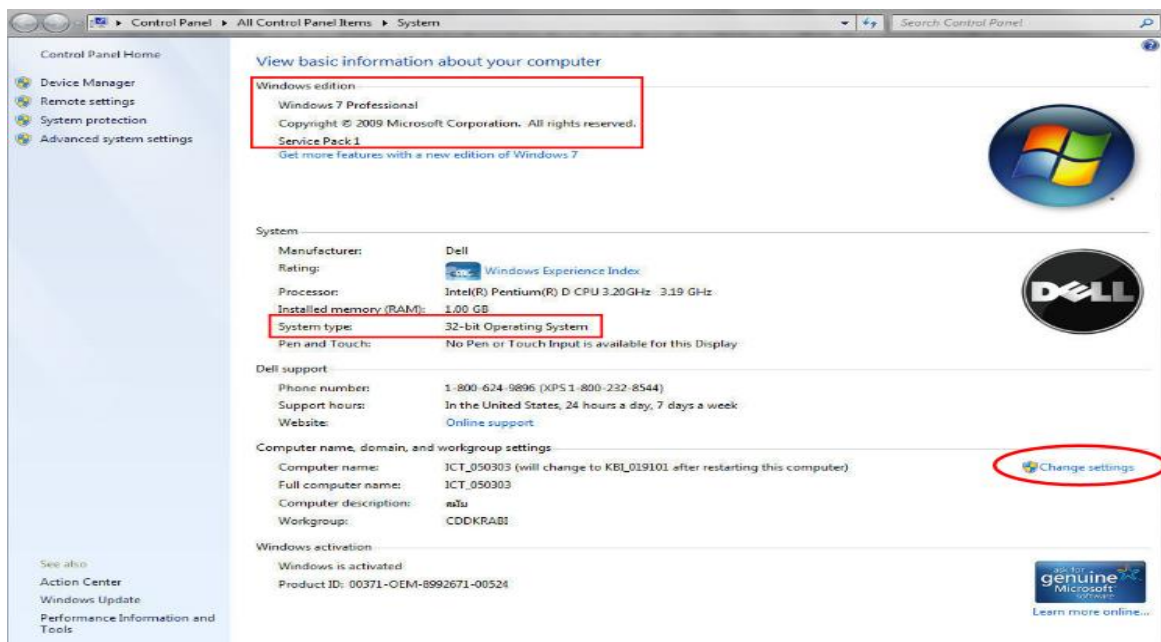 Control Panel ▸ All Control Panel Items ▸ System
Search Control Panel
Control Panel Home
Device Manager
Remote settings
System protection
Advanced system settings
View basic information about your computer
Windows edition
Windows 7 Professional
Copyright © 2009 Microsoft Corporation. All rights reserved.
Service Pack 1
Get more features with a new edition of Windows 7
System
Manufacturer: Dell
Rating: Windows Experience Index
Processor: Intel(R) Pentium(R) D CPU 3.20GHz 3.19 GHz
Installed memory (RAM): 1.00 GB
System type: 32-bit Operating System
Pen and Touch: No Pen or Touch Input is available for this Display
DELL
Dell support
Phone number: 1-800-624-9896 (XPS 1-800-232-8544)
Support hours: In the United States, 24 hours a day, 7 days a week
Website: Online support
Computer name, domain, and workgroup settings
Computer name: ICT_050303 (will change to KBI_019101 after restarting this computer)
Change settings
Full computer name: ICT_050303
Computer description:
Workgroup: CDDKRABI
Windows activation
Windows is activated
Product ID: 00371-OEM-8992671-00524
ask for
genuine
Microsoft
software
Learn more online...
See also
Action Center
Windows Update
Performance Information and
Tools